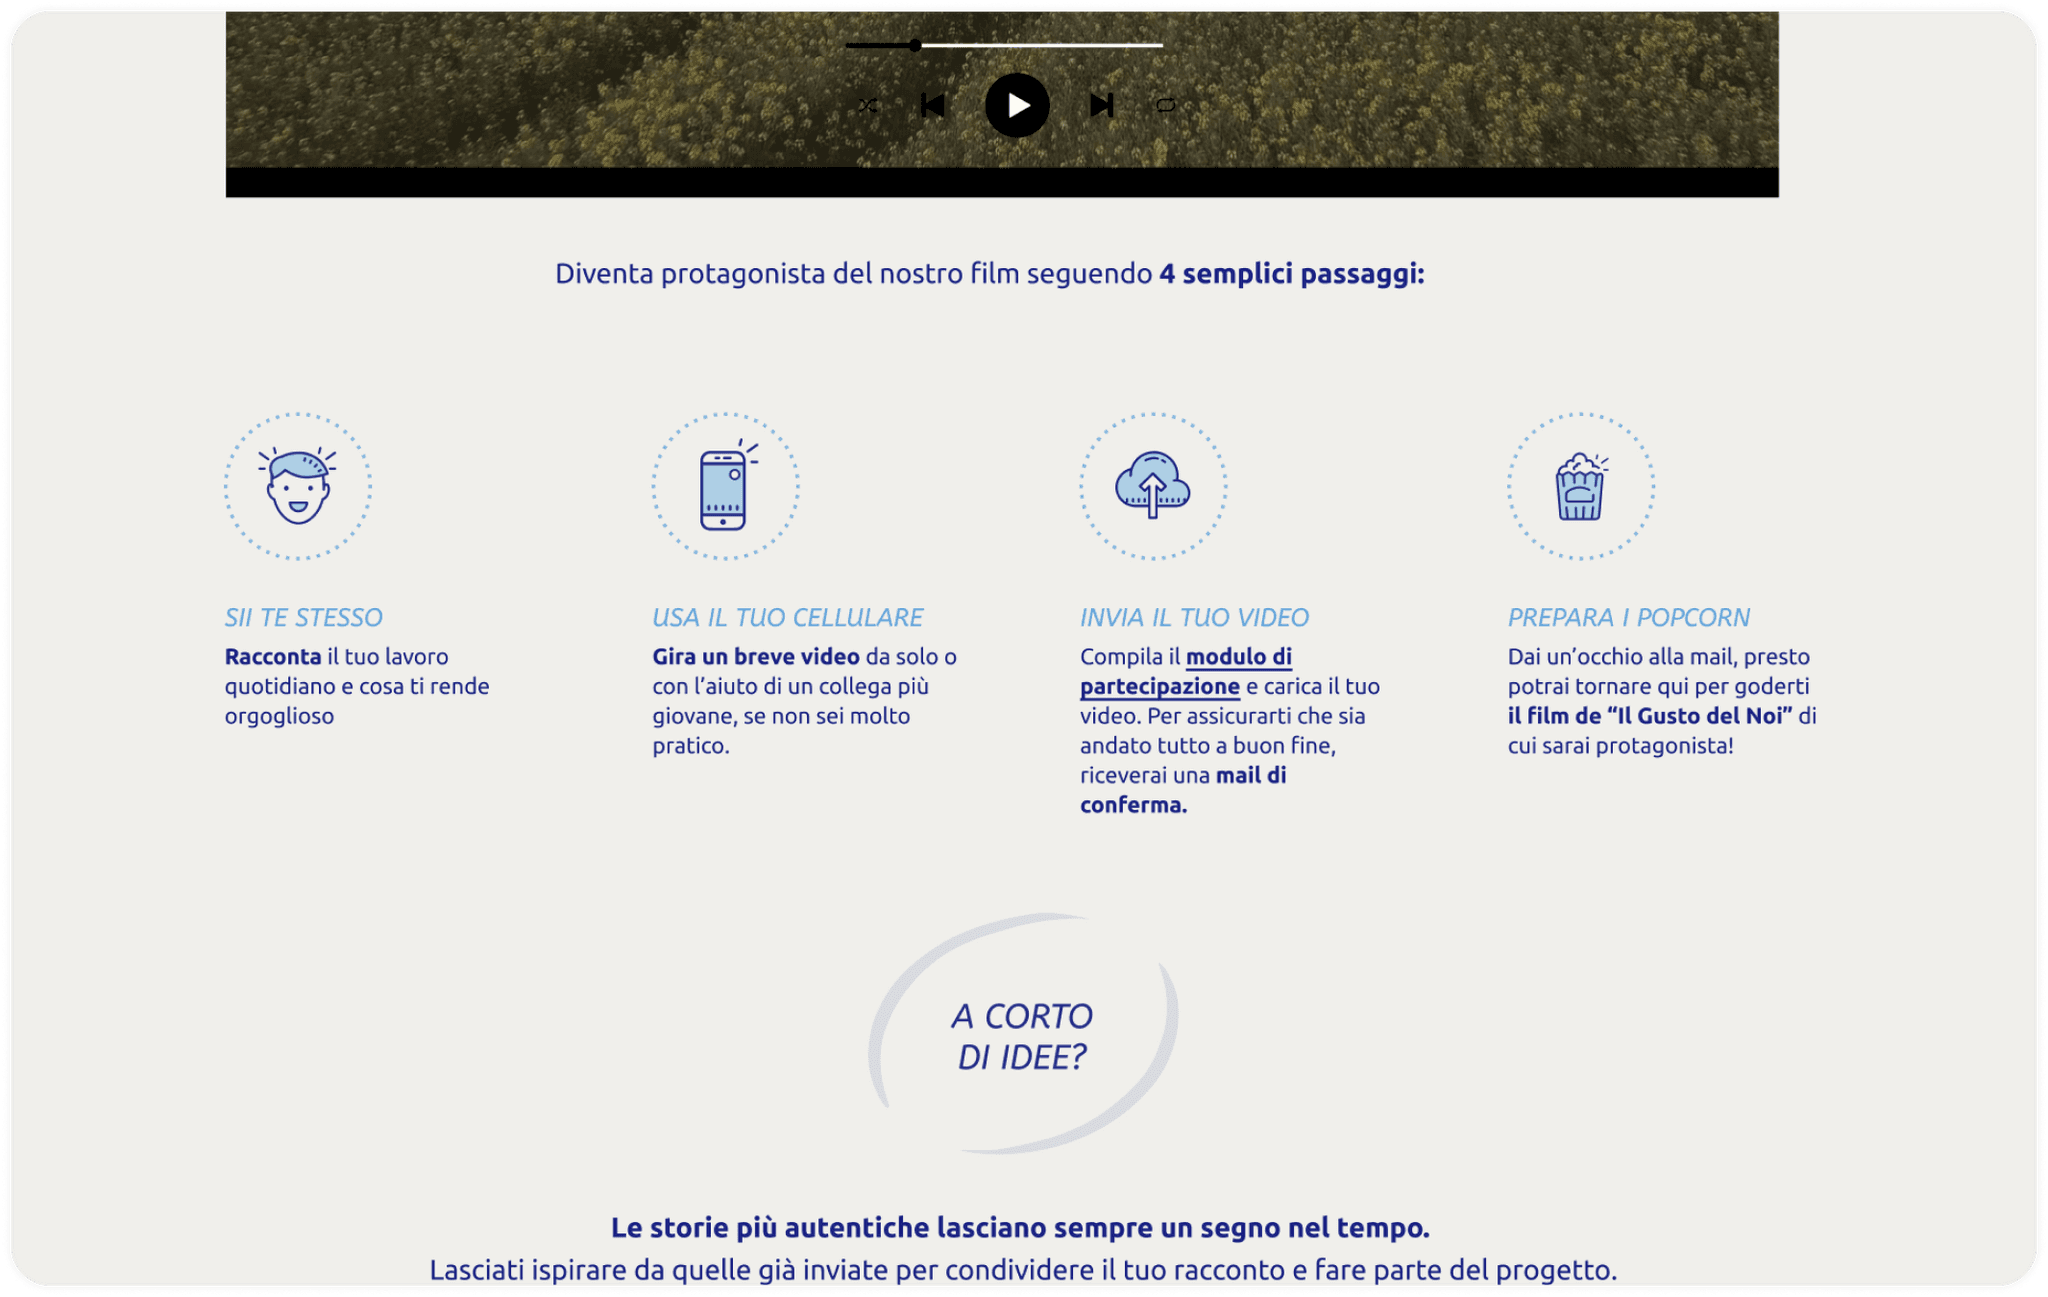 Diventa protagonista del nostro film seguendo 4 semplici passaggi:
SII TE STESSO
Racconta il tuo lavoro
quotidiano e cosa ti rende
orgoglioso
USA IL TUO CELLULARE
Gira un breve video da solo o
con l’aiuto di un collega più
giovane, se non sei molto
pratico.
INVIA IL TUO VIDEO
Compila il modulo di
partecipazione e carica il tuo
video. Per assicurarti che sia
andato tutto a buon fine,
riceverai una mail di
conferma.
PREPARA I POPCORN
Dai un’occhio alla mail, presto
potrai tornare qui per goderti
il film de “Il Gusto del Noi” di
cui sarai protagonista!
A CORTO
DI IDEE?
Le storie più autentiche lasciano sempre un segno nel tempo.
Lasciati ispirare da quelle già inviate per condividere il tuo racconto e fare parte del progetto.